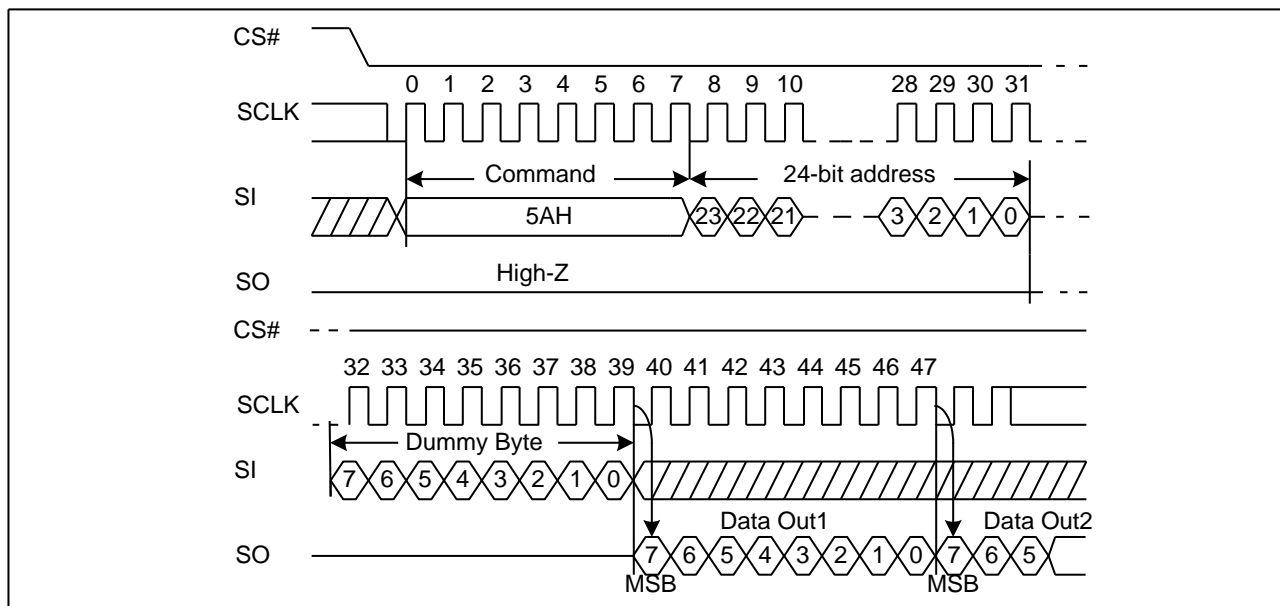 CS#
0 1 2 3 4 5 6 7 8 9 10 28 29 30 31
SCLK
Command 24-bit address
SI
5AH 23 22 21 3 2 1 0
High-Z
SO
CS#
32 33 34 35 36 37 38 39 40 41 42 43 44 45 46 47
SCLK
Dummy Byte
SI
7 6 5 4 3 2 1 0
Data Out1 Data Out2
SO
7 6 5 4 3 2 1 0 7 6 5
MSB MSB